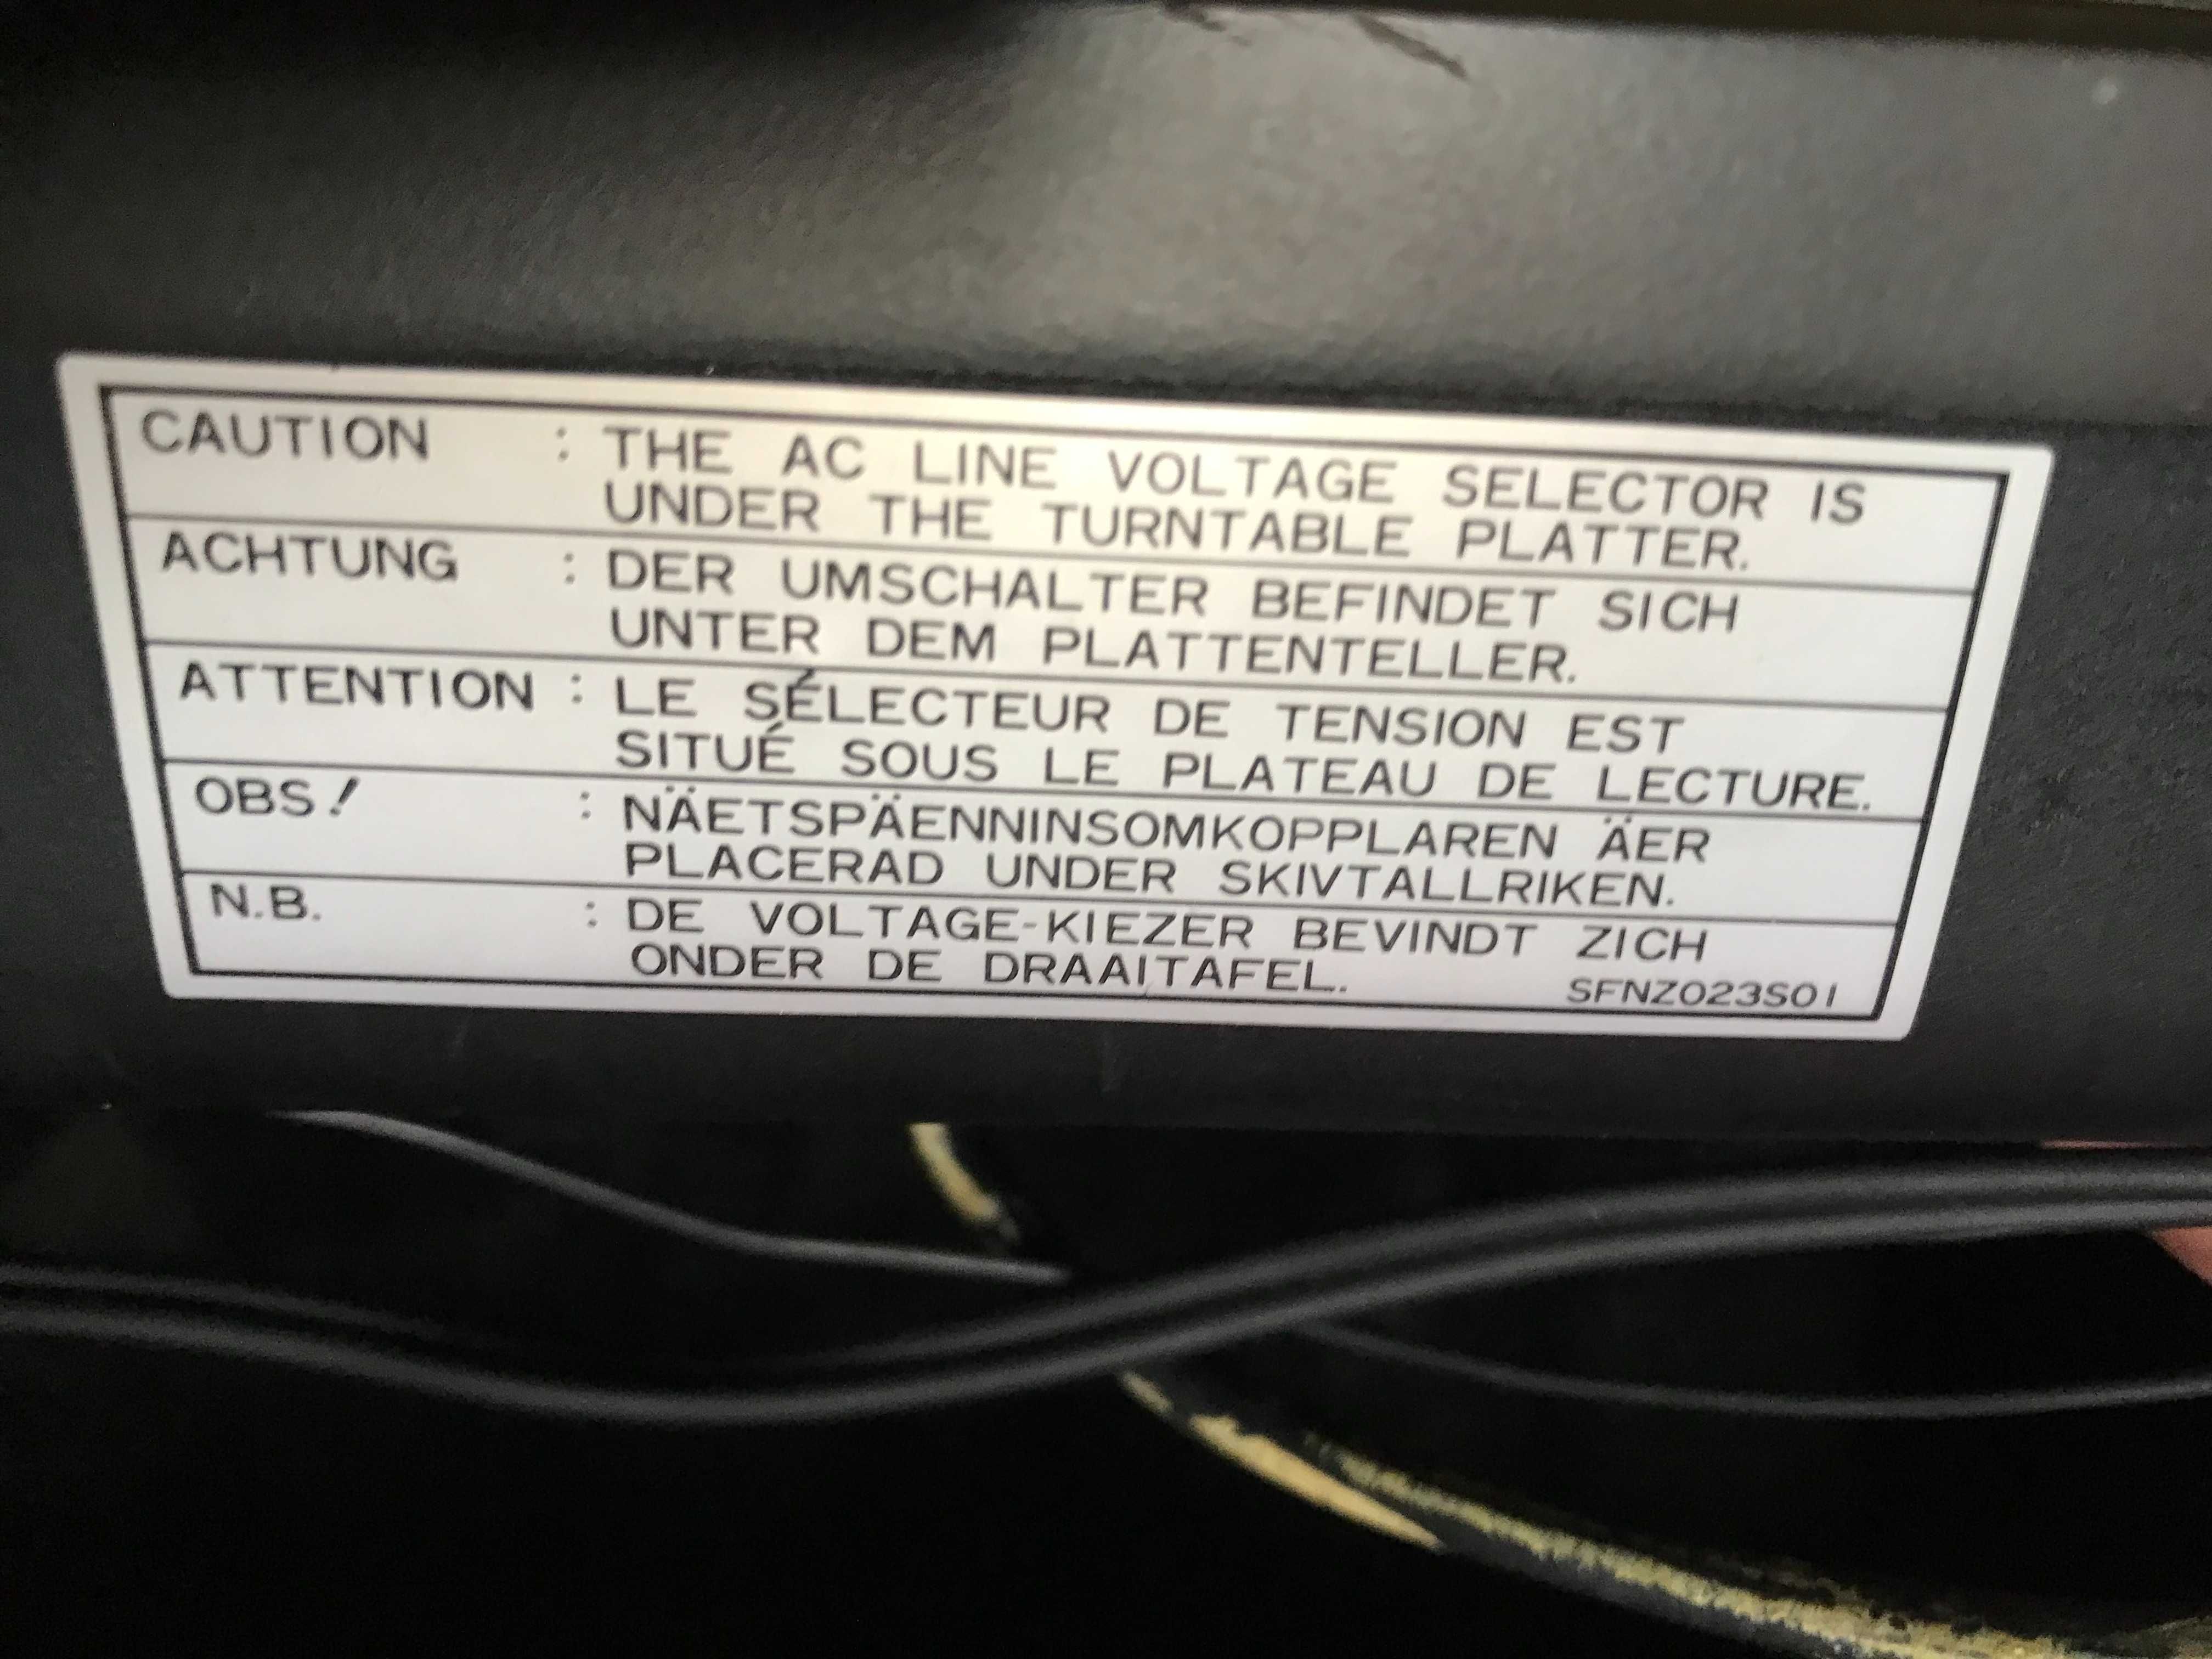 CAUTION : THE AC LINE VOLTAGE SELECTOR IS
UNDER THE TURNTABLE PLATTER.
ACHTUNG : DER UMSCHALTER BEFINDET SICH
UNTER DEM PLATTENTELLER.
ATTENTION : LE SÉLECTEUR DE TENSION EST
SITUÉ SOUS LE PLATEAU DE LECTURE.
OBS! : NÄETSPÄENNINSOMKOPPLAREN ÄER
PLACERAD UNDER SKIVTALLRIKEN.
N.B. : DE VOLTAGE-KIEZER BEVINDT ZICH
ONDER DE DRAAITAFEL.
SFNZ023S01